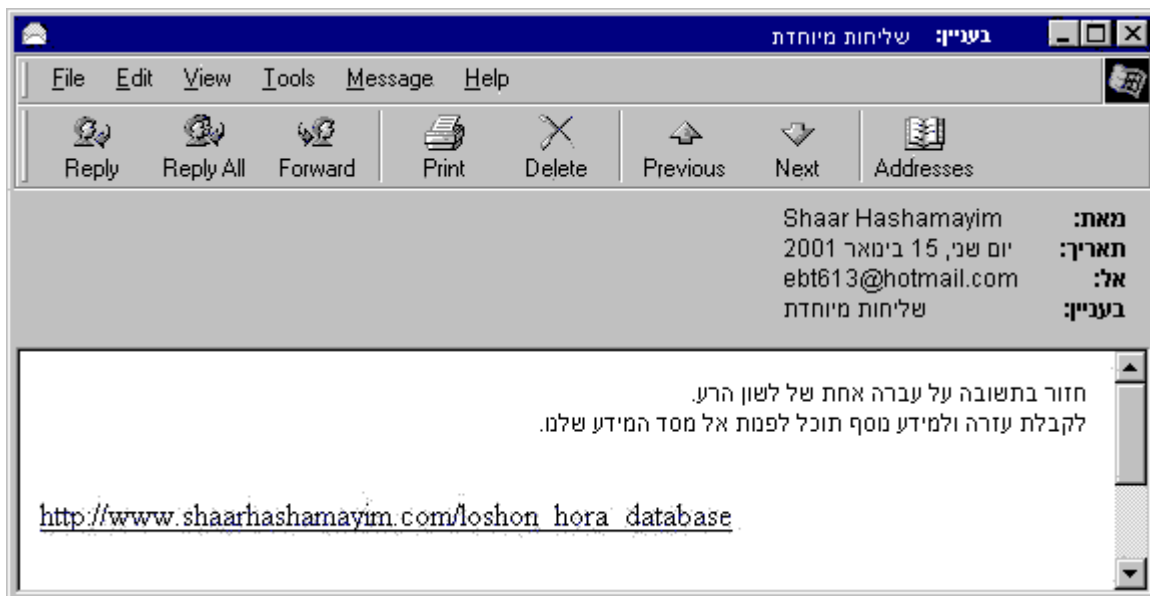 בעניין: שליחות מיוחדת
File Edit View Tools Message Help
Reply Reply All Forward Print Delete Previous Next Addresses
מאת: Shaar Hashamayim
תאריך: יום שני, 15 בינואר 2001
אל: ebt613@hotmail.com
בעניין: שליחות מיוחדת
חזור בתשובה על עברה אחת של לשון הרע.
לקבלת עזרה ולמידע נוסף תוכל לפנות אל מסד המידע שלנו.
http://www.shaarhashamayim.com/loshon_hora_database